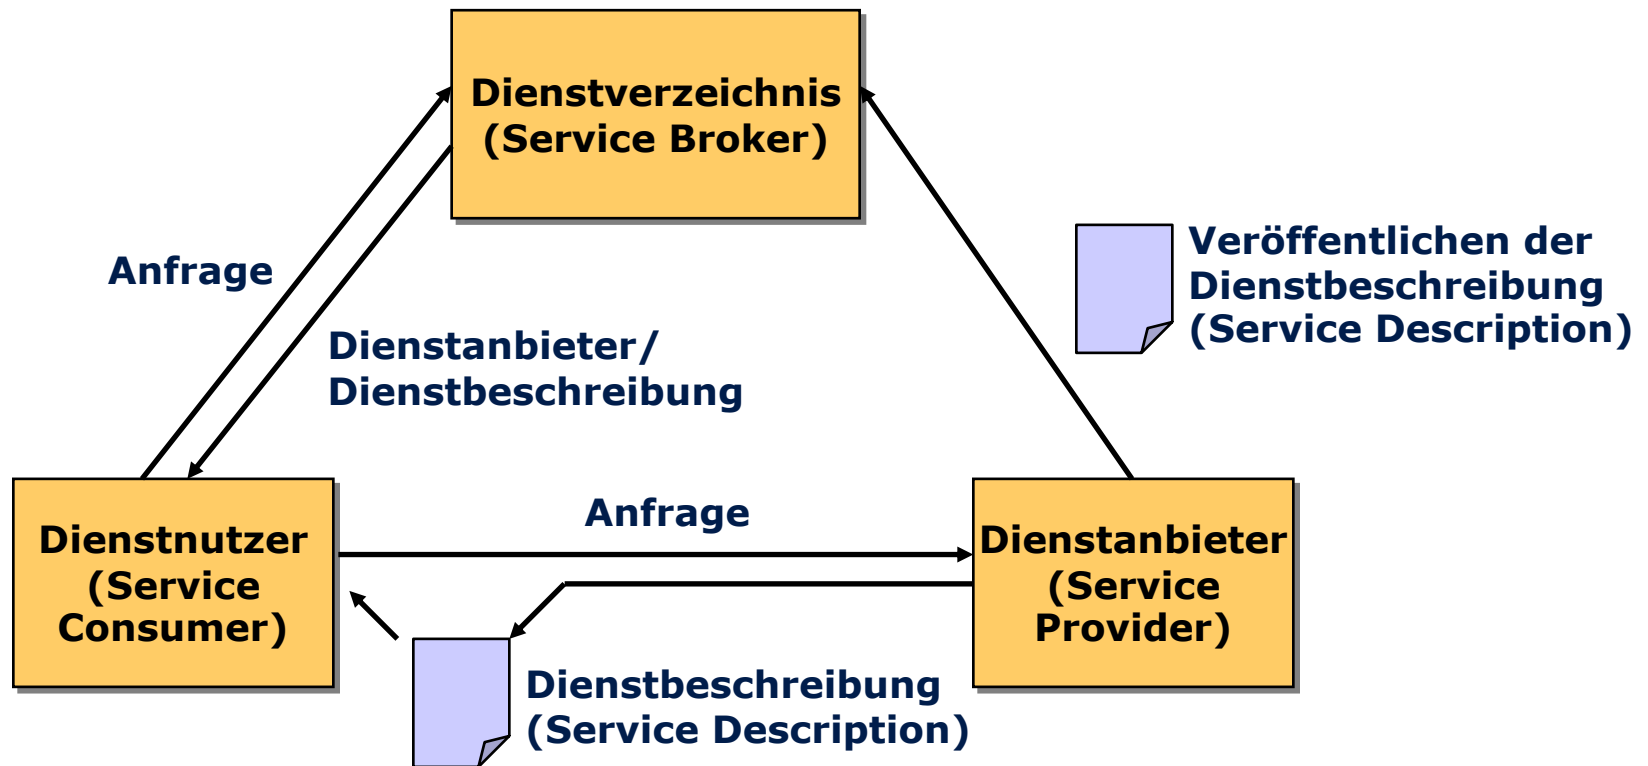 Dienstverzeichnis
(Service Broker)
Anfrage
Veröffentlichen der
Dienstbeschreibung
(Service Description)
Dienstanbieter/
Dienstbeschreibung
Dienstnutzer
(Service
Consumer)
Anfrage
Dienstanbieter
(Service
Provider)
Dienstbeschreibung
(Service Description)